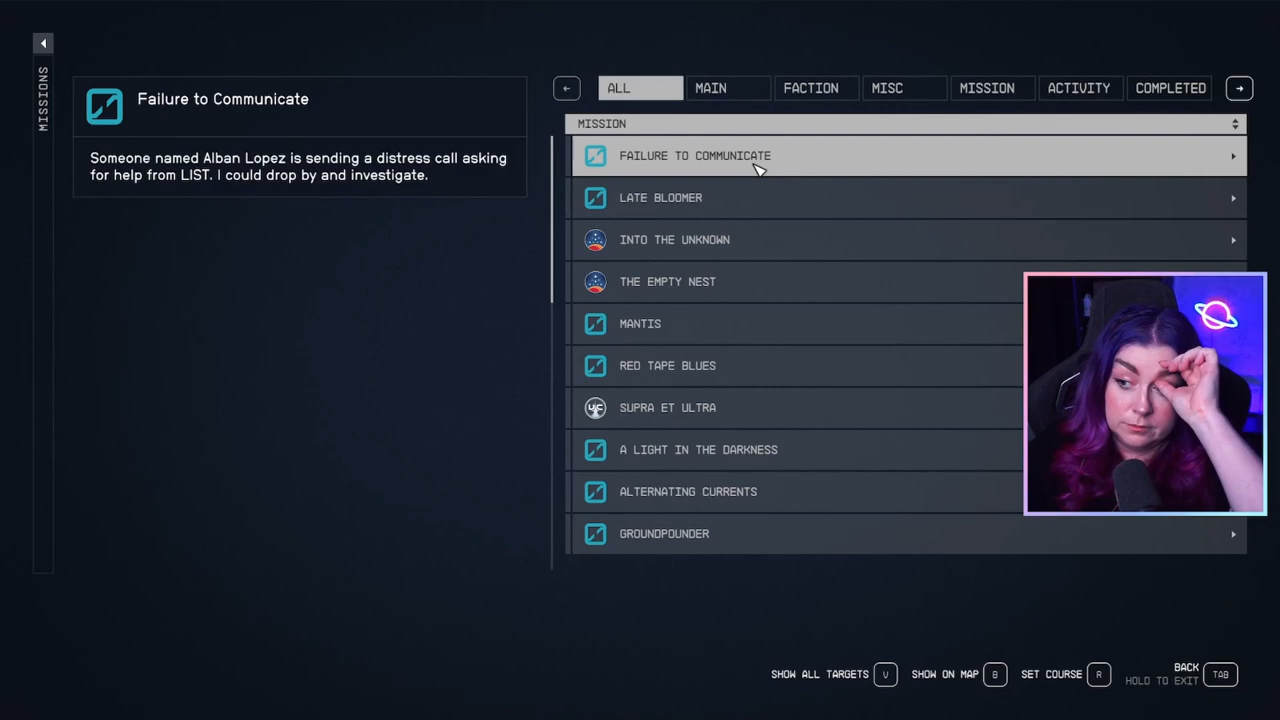 MISSIONS
Failure to Communicate
Someone named Alban Lopez is sending a distress call asking
for help from LIST. I could drop by and investigate.
ALL MAIN FACTION MISC MISSION ACTIVITY COMPLETED
MISSION
FAILURE TO COMMUNICATE
LATE BLOOMER
INTO THE UNKNOWN
THE EMPTY NEST
MANTIS
RED TAPE BLUES
UC SUPRA ET ULTRA
A LIGHT IN THE DARKNESS
ALTERNATING CURRENTS
GROUNDPOUNDER
SHOW ALL TARGETS V SHOW ON MAP B SET COURSE R BACK TAB
HOLD TO EXIT